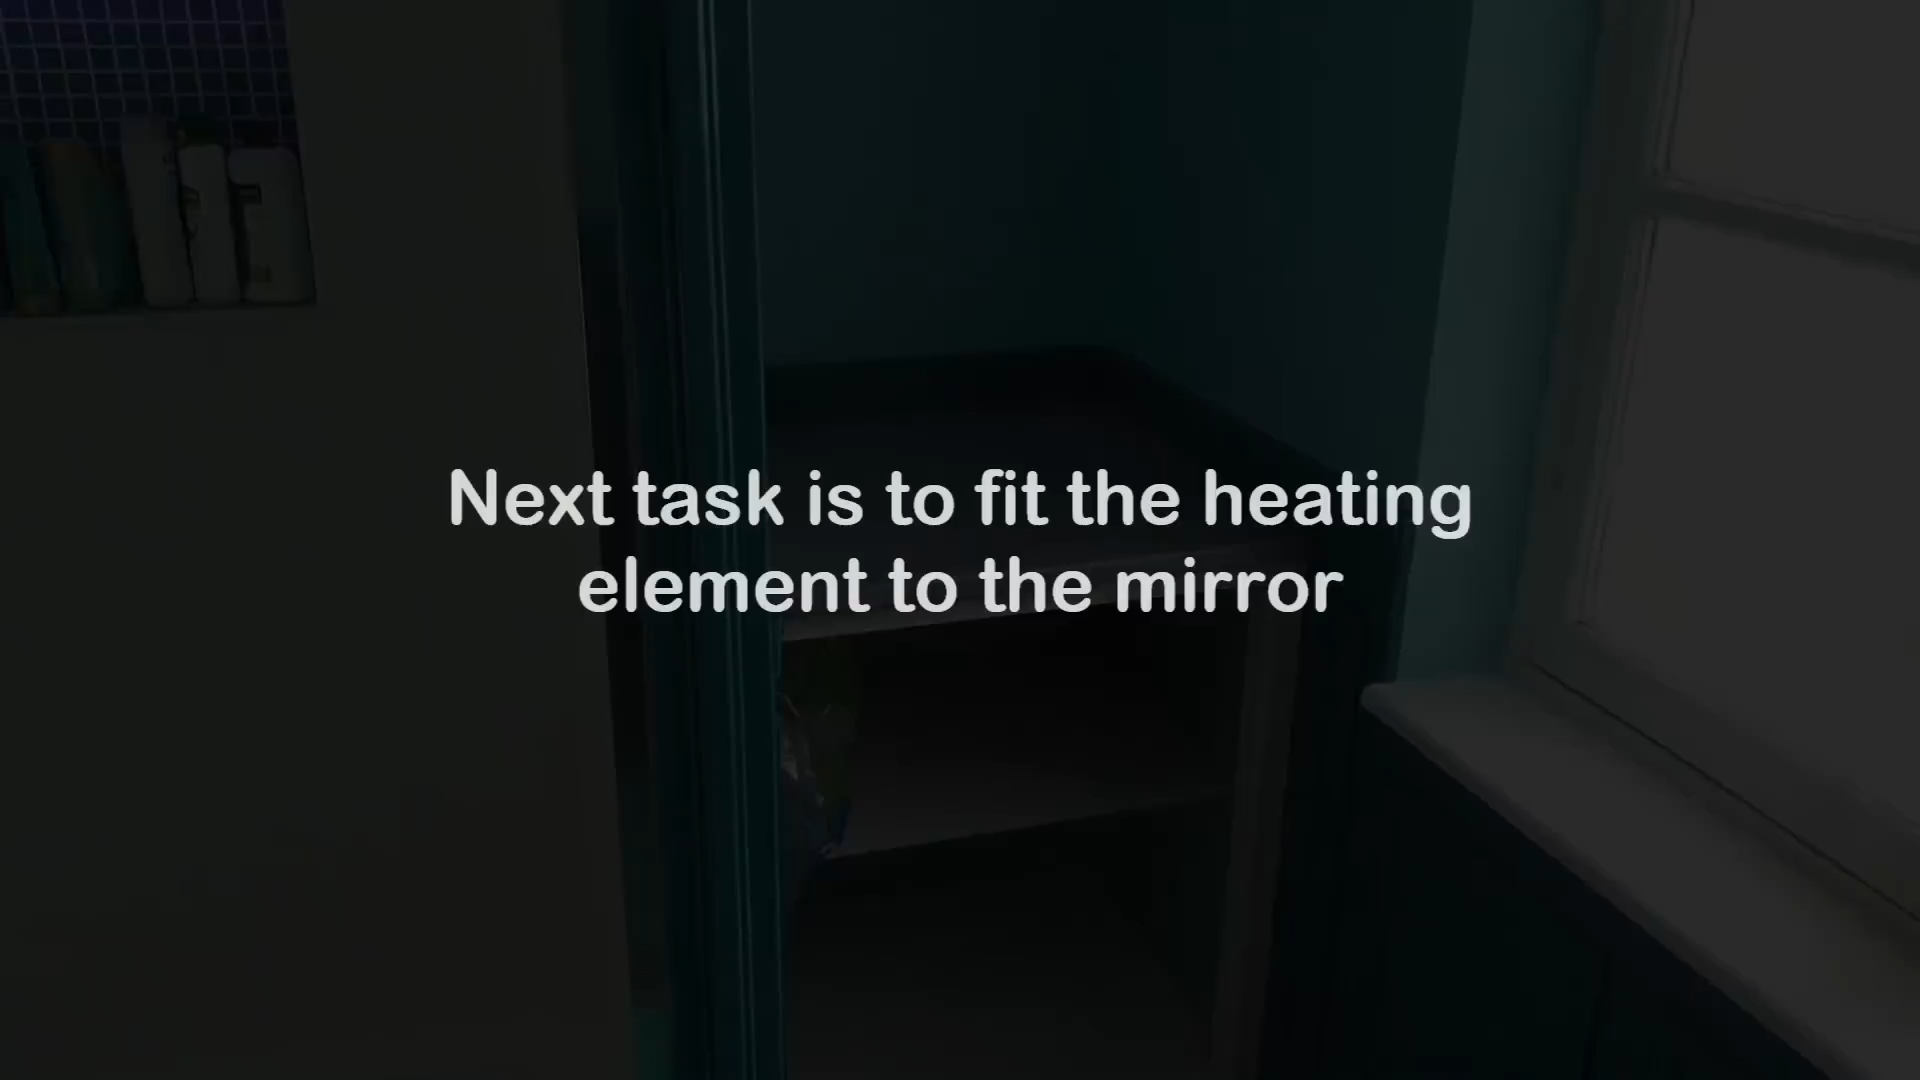 Next task is to fit the heating
element to the mirror